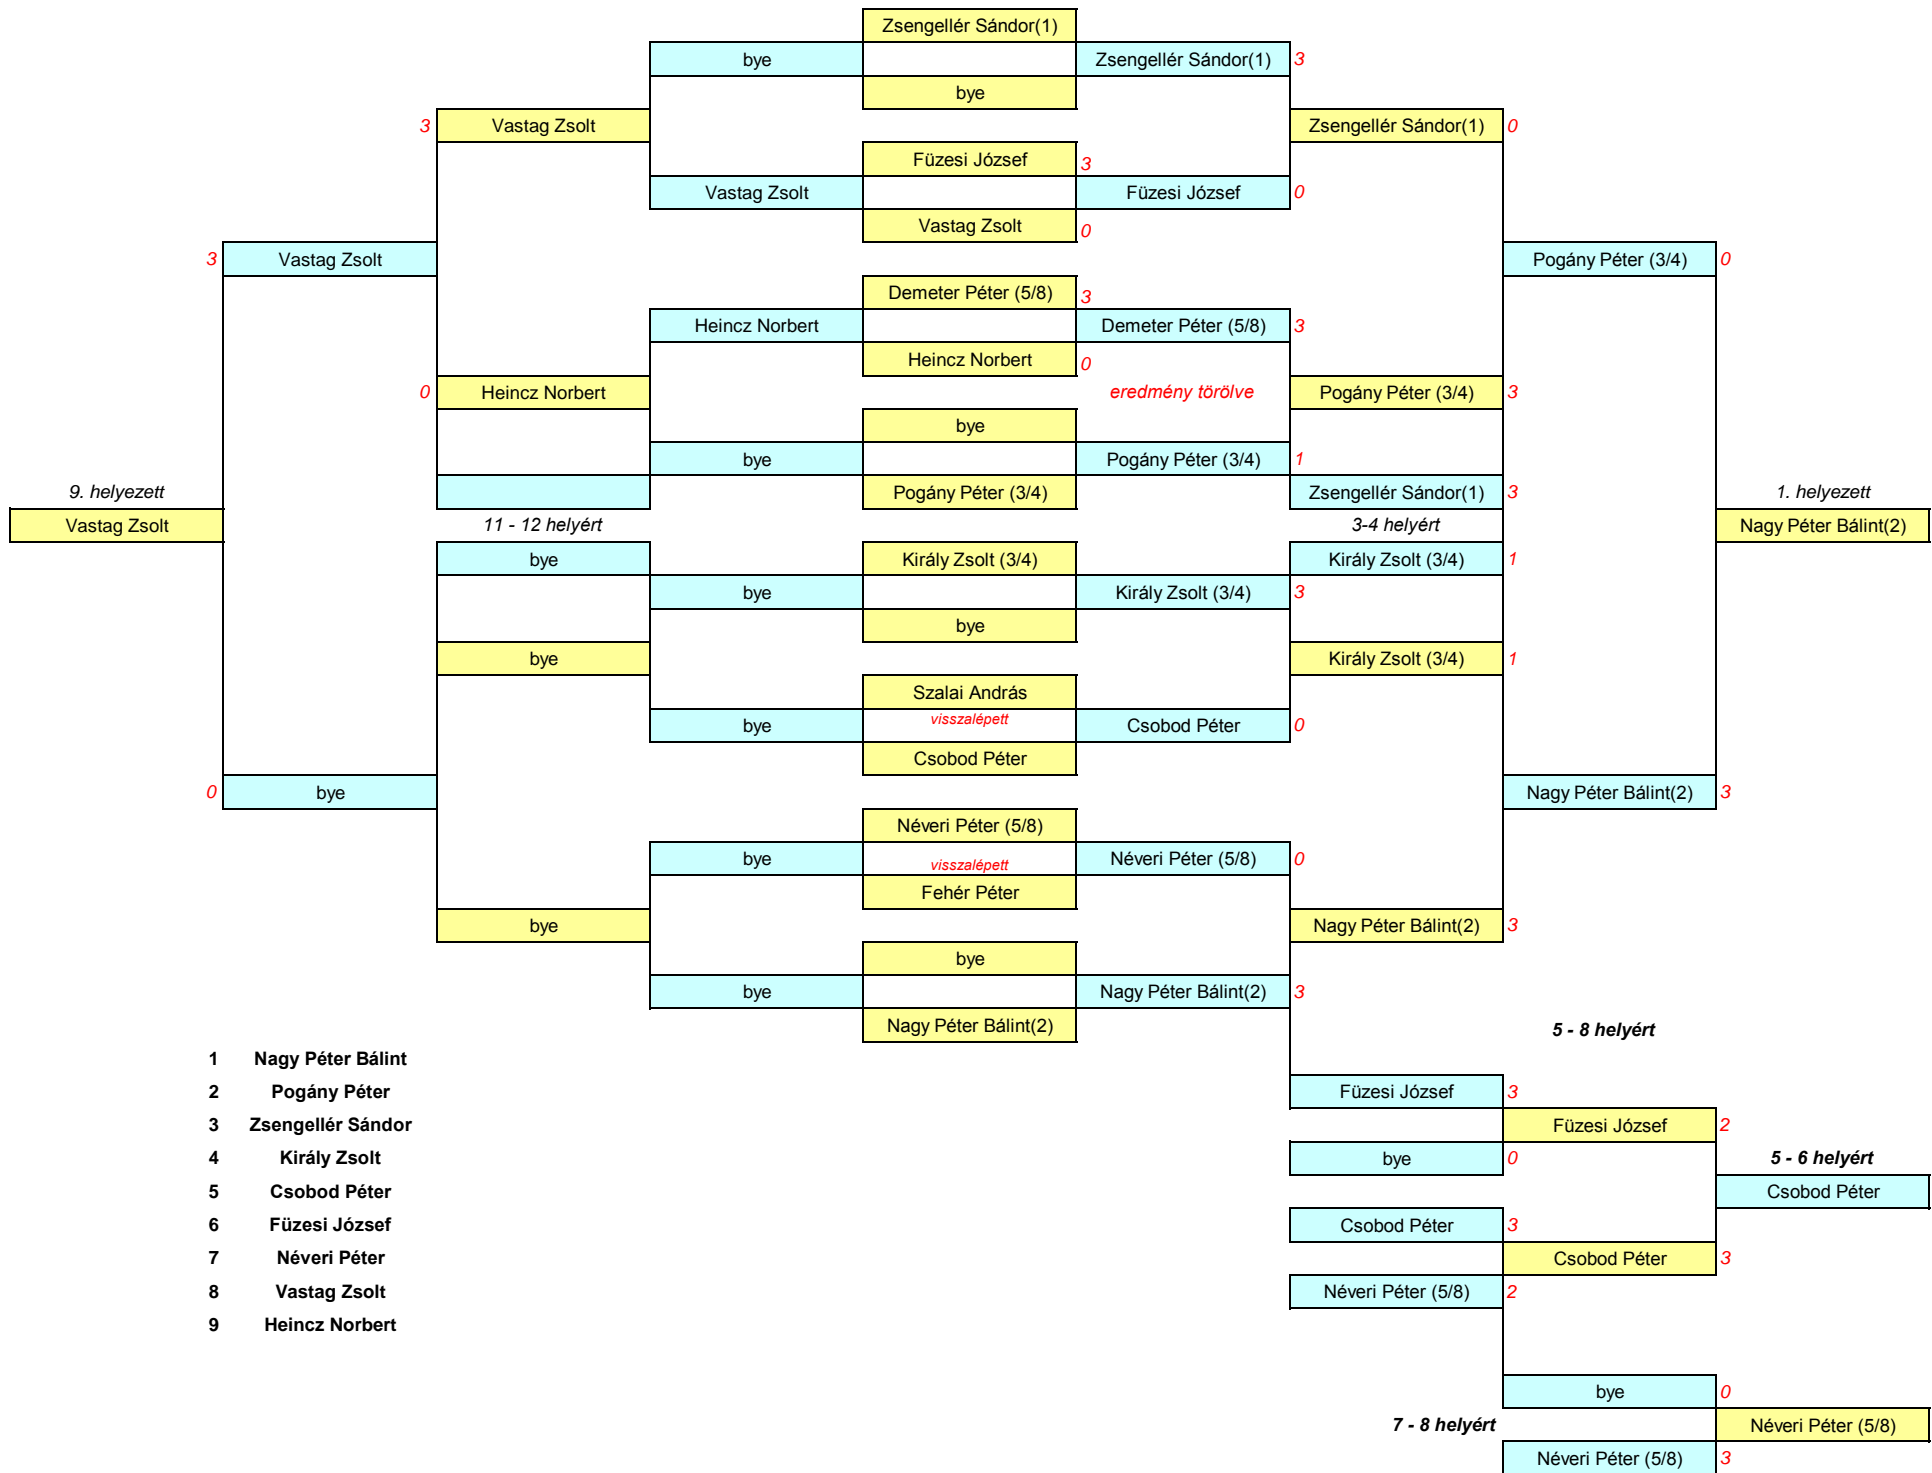 Zsengellér Sándor(1)
bye Zsengellér Sándor(1) 3
bye
3 Vastag Zsolt Zsengellér Sándor(1) 0
Füzesi József 3
Vastag Zsolt Füzesi József 0
Vastag Zsolt 0
3 Vastag Zsolt Pogány Péter (3/4) 0
Demeter Péter (5/8) 3
Heincz Norbert Demeter Péter (5/8) 3
Heincz Norbert 0
0 Heincz Norbert eredmény törölve Pogány Péter (3/4) 3
bye
bye Pogány Péter (3/4) 1
9. helyezett Pogány Péter (3/4) Zsengellér Sándor(1) 3 1. helyezett
Vastag Zsolt 11 - 12 helyért 3-4 helyért Nagy Péter Bálint(2)
bye Király Zsolt (3/4) Király Zsolt (3/4) 1
bye Király Zsolt (3/4) 3
bye
bye Király Zsolt (3/4) 1
Szalai András
bye visszalépett Csobod Péter 0
Csobod Péter
0 bye Nagy Péter Bálint(2) 3
Néveri Péter (5/8)
bye visszalépett Néveri Péter (5/8) 0
Fehér Péter
bye Nagy Péter Bálint(2) 3
bye
bye Nagy Péter Bálint(2) 3
Nagy Péter Bálint(2)
5 - 8 helyért
1 Nagy Péter Bálint
2 Pogány Péter Füzesi József 3
3 Zsengellér Sándor Füzesi József 2
4 Király Zsolt bye 0 5 - 6 helyért
5 Csobod Péter Csobod Péter
6 Füzesi József Csobod Péter 3
7 Néveri Péter Csobod Péter 3
8 Vastag Zsolt Néveri Péter (5/8) 2
9 Heincz Norbert
bye 0
7 - 8 helyért Néveri Péter (5/8)
Néveri Péter (5/8) 3